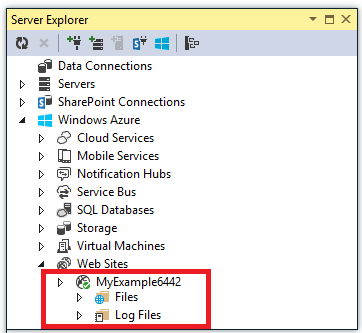 Server Explorer
Data Connections
Servers
SharePoint Connections
Windows Azure
Cloud Services
Mobile Services
Notification Hubs
Service Bus
SQL Databases
Storage
Virtual Machines
Web Sites
MyExample6442
Files
Log Files